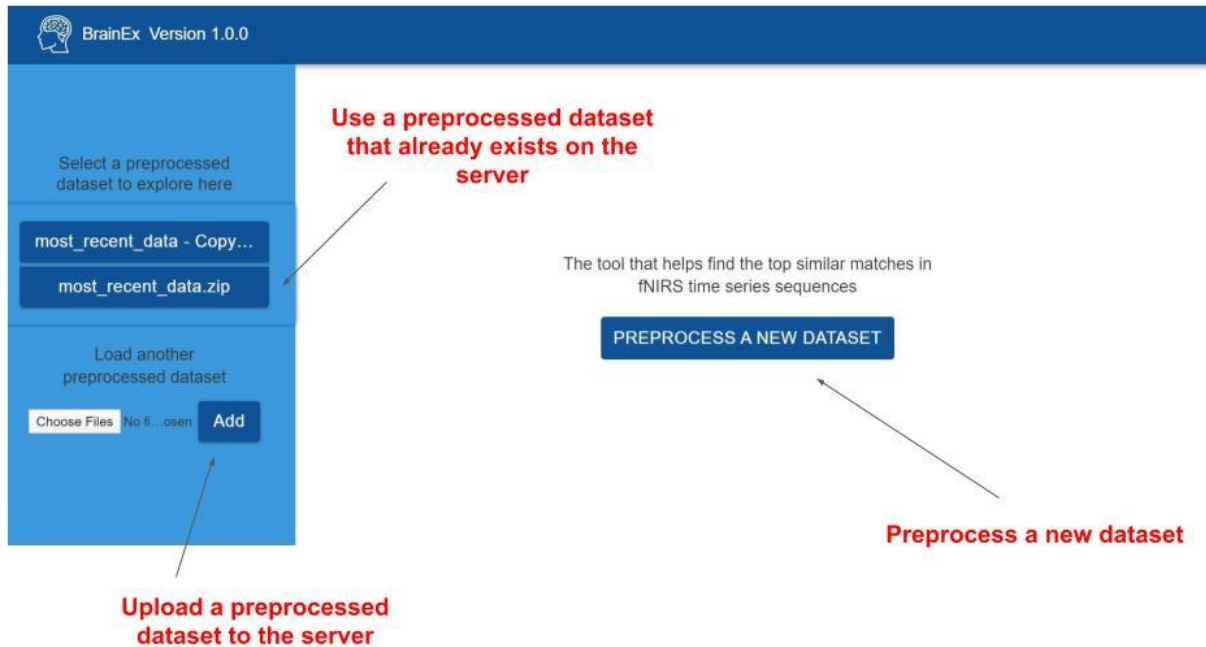 BrainEx Version 1.0.0
Use a preprocessed dataset
that already exists on the
server
Select a preprocessed
dataset to explore here
most_recent_data - Copy...
most_recent_data.zip
The tool that helps find the top similar matches in
fNIRS time series sequences
PREPROCESS A NEW DATASET
Load another
preprocessed dataset
Choose Files No fi...osen Add
Preprocess a new dataset
Upload a preprocessed
dataset to the server